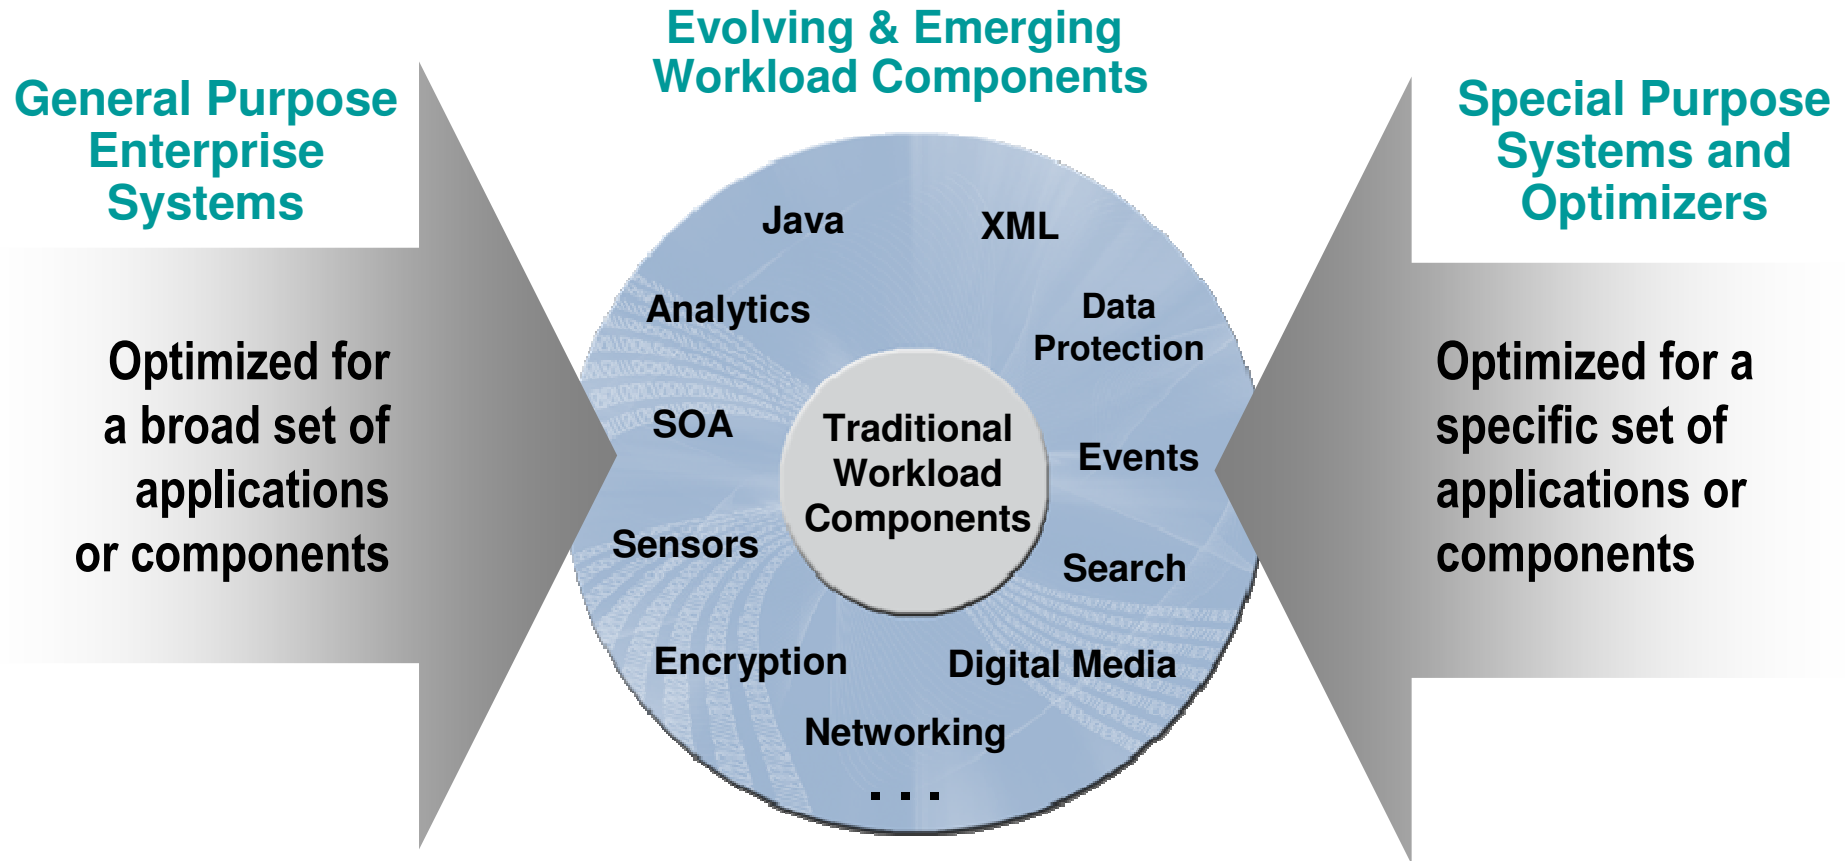 Evolving & Emerging
Workload Components
General Purpose
Enterprise
Systems
Optimized for
a broad set of
applications
or components
Java
XML
Analytics
Data
Protection
SOA
Traditional
Workload
Components
Events
Sensors
Search
Encryption
Digital Media
Networking
. . .
Special Purpose
Systems and
Optimizers
Optimized for a
specific set of
applications or
components